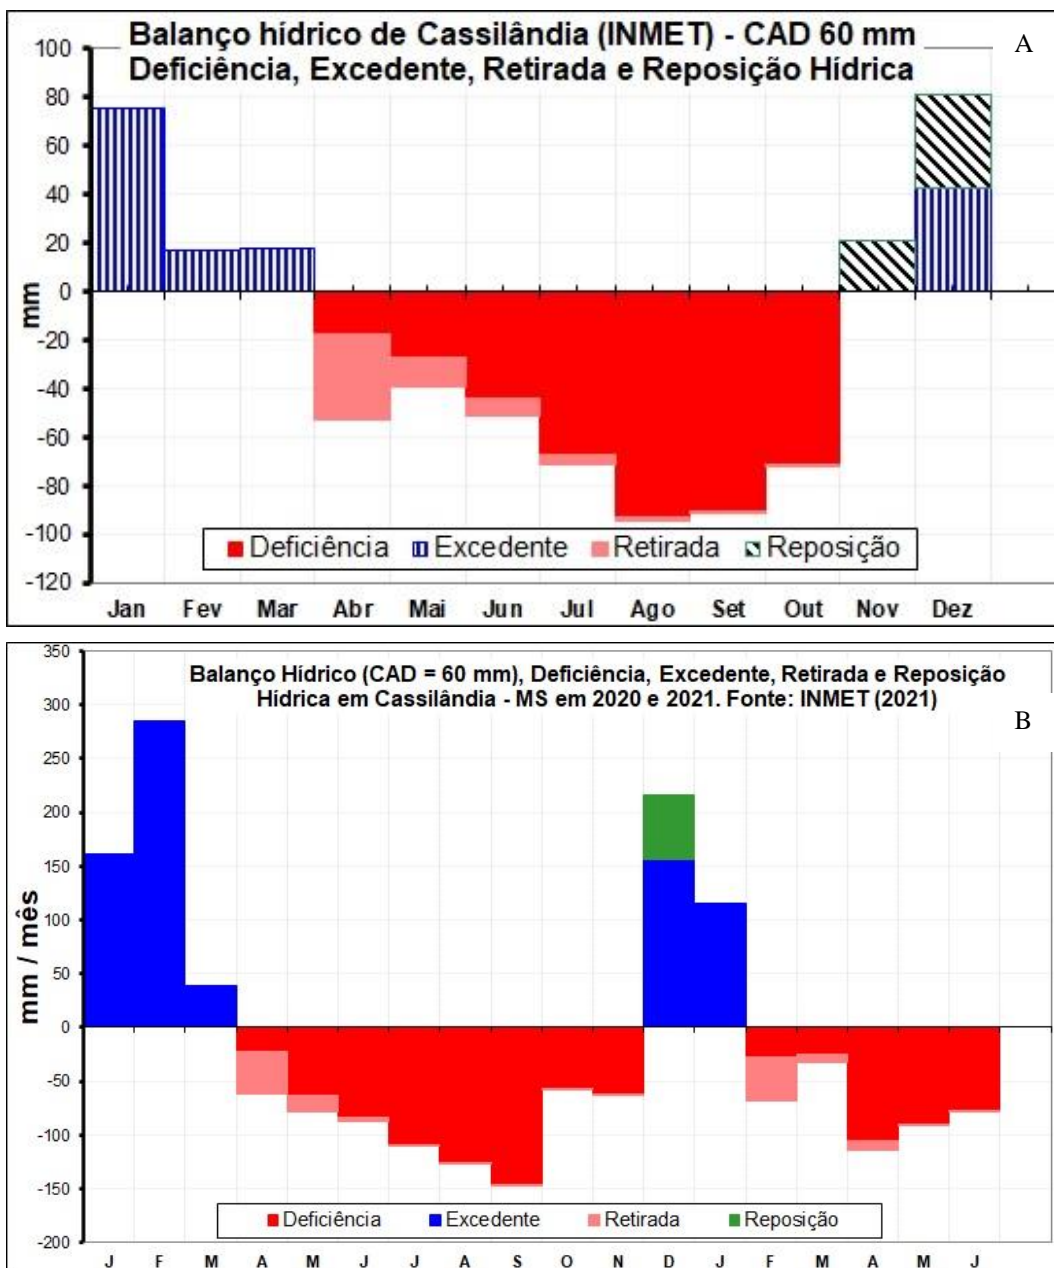 Balanço hídrico de Cassilândia (INMET) - CAD 60 mm
Deficiência, Excedente, Retirada e Reposição Hídrica
A
100
80
60
40
20
0
-20
-40
-60
-80
-100
-120
mm
Deficiência Excedente Retirada Reposição
Jan Fev Mar Abr Mai Jun Jul Ago Set Out Nov Dez
Balanço Hídrico (CAD = 60 mm), Deficiência, Excedente, Retirada e Reposição
Hídrica em Cassilândia - MS em 2020 e 2021. Fonte: INMET (2021)
B
350
300
250
200
150
100
50
0
-50
-100
-150
-200
mm / mês
Deficiência Excedente Retirada Reposição
J F M A M J J A S O N D J F M A M J